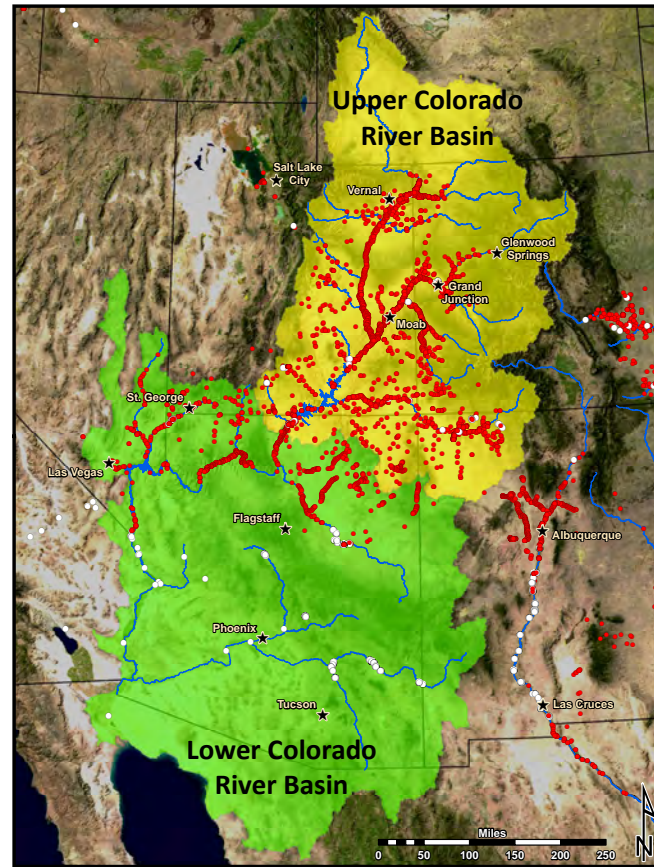 Upper Colorado
River Basin
Salt Lake
City
Vernal
Glenwood
Springs
Grand
Junction
Moab
St. George
Las Vegas
Flagstaff
Albuquerque
Phoenix
Las Cruces
Tucson
Lower Colorado
River Basin
Miles
0 50 100 150 200 250
N